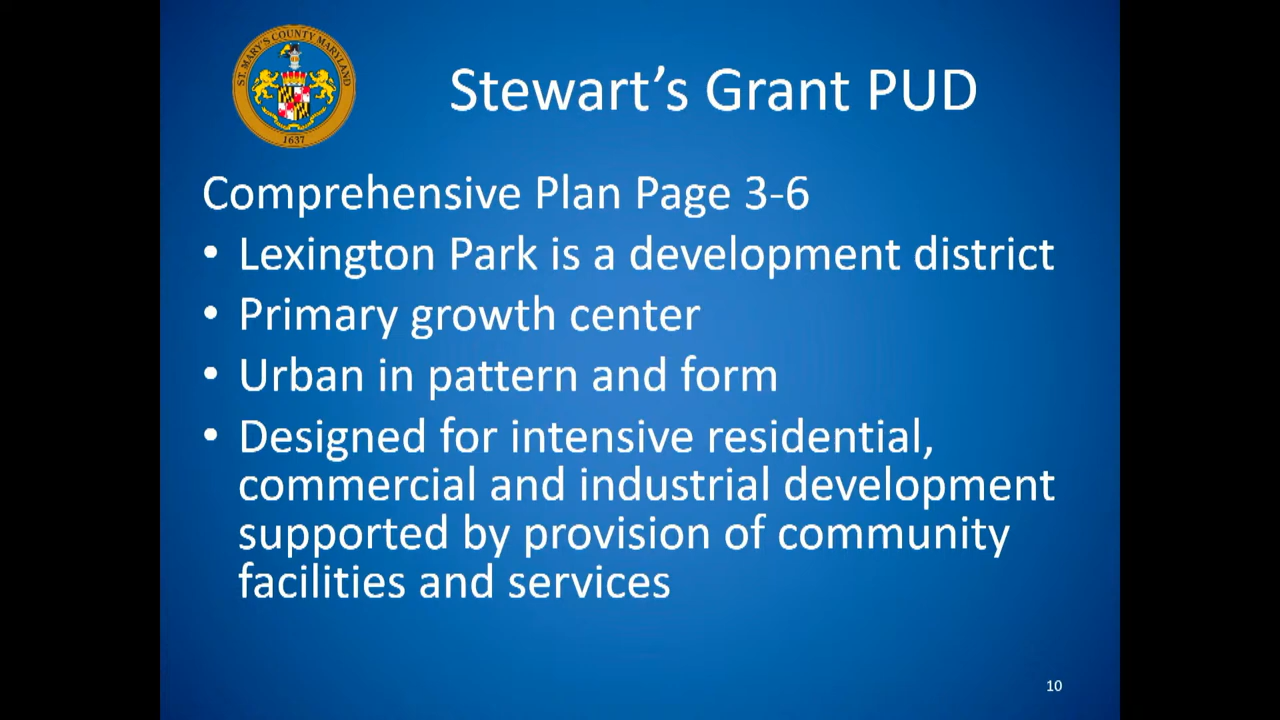 ST. MARY'S COUNTY MARYLAND
1637
Stewart's Grant PUD
Comprehensive Plan Page 3-6
• Lexington Park is a development district
• Primary growth center
• Urban in pattern and form
• Designed for intensive residential,
commercial and industrial development
supported by provision of community
facilities and services
10